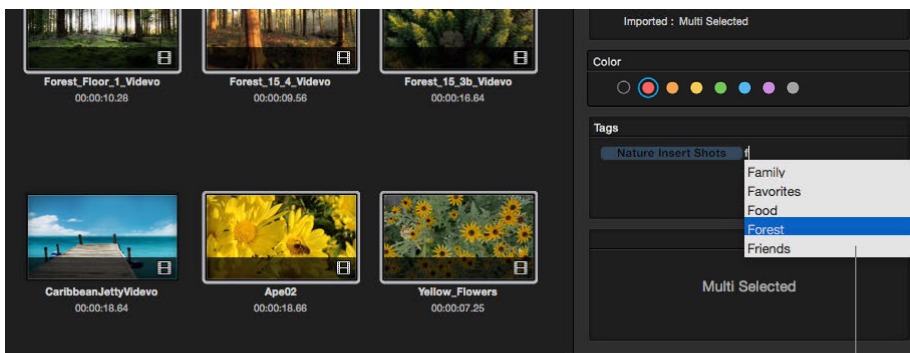 Imported : Multi Selected
Forest_Floor_1_Videvo
00:00:10.28
Forest_15_4_Videvo
00:00:09.56
Forest_15_3b_Videvo
00:00:16.64
Color
Tags
Nature Insert Shots f
Family
Favorites
Food
Forest
Friends
CaribbeanJettyVidevo
00:00:18.64
Ape02
00:00:18.66
Yellow_Flowers
00:00:07.25
Multi Selected